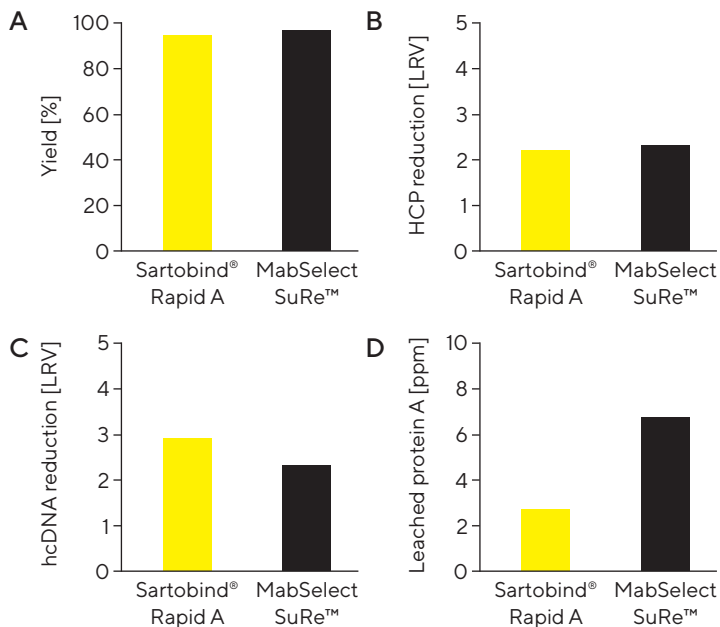 A
Yield [%]
100
80
60
40
20
0
Sartobind®
Rapid A
MabSelect
SuRe™
B
HCP reduction [LRV]
5
4
3
2
1
0
Sartobind®
Rapid A
MabSelect
SuRe™
C
hcDNA reduction [LRV]
5
4
3
2
1
0
Sartobind®
Rapid A
MabSelect
SuRe™
D
Leached protein A [ppm]
10
8
6
4
2
0
Sartobind®
Rapid A
MabSelect
SuRe™